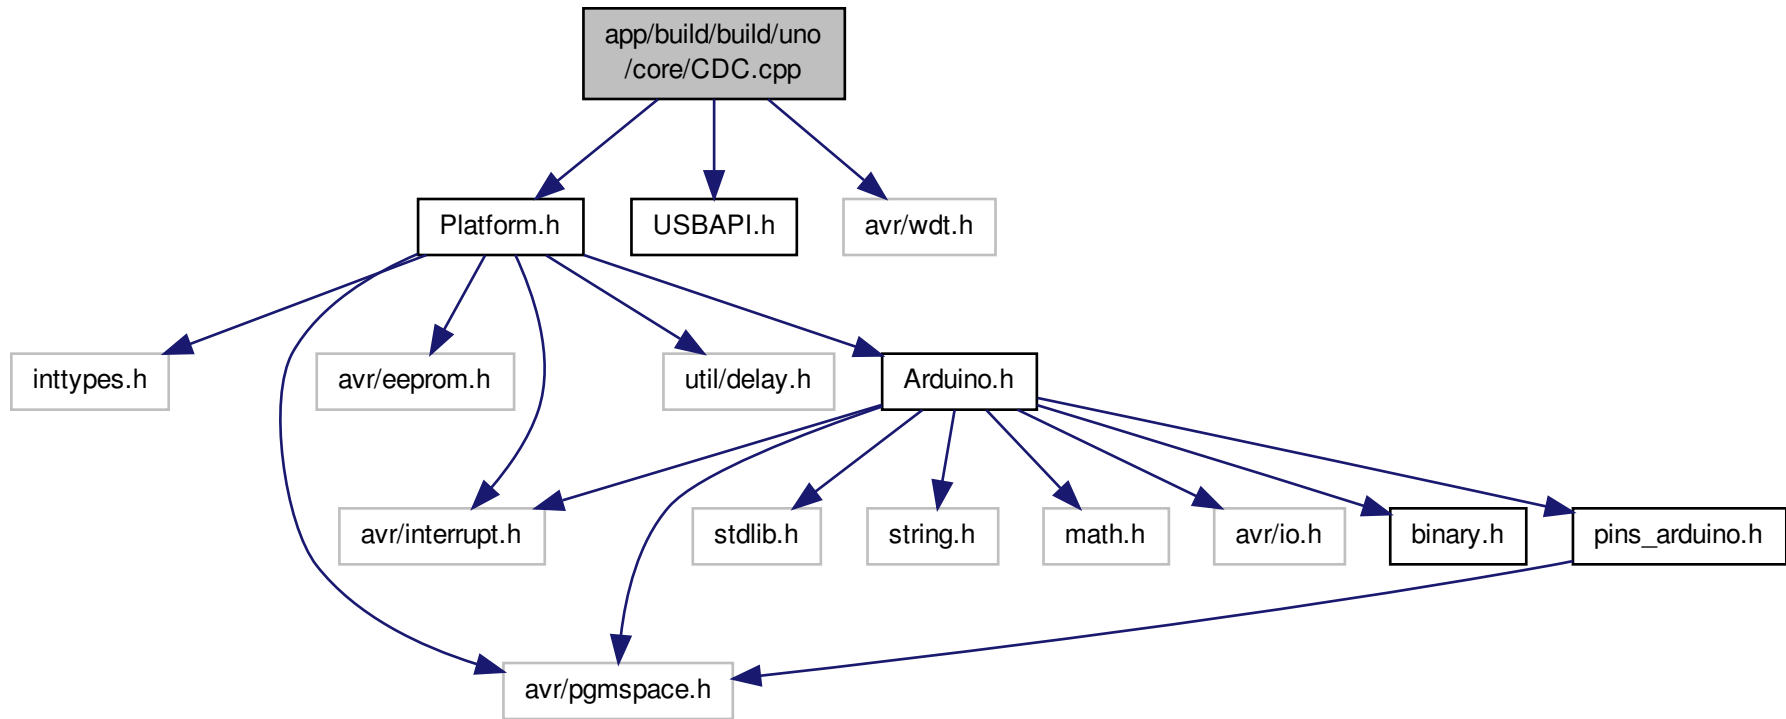 app/build/build/uno
/core/CDC.cpp
Platform.h
USBAPI.h
avr/wdt.h
inttypes.h
avr/eeprom.h
util/delay.h
Arduino.h
avr/interrupt.h
stdlib.h
string.h
math.h
avr/io.h
binary.h
pins_arduino.h
avr/pgmspace.h